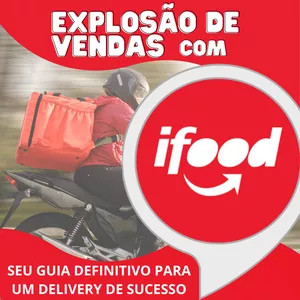 EXPLOSÃO DE
VENDAS COM
ifood
SEU GUIA DEFINITIVO PARA
UM DELIVERY DE SUCESSO